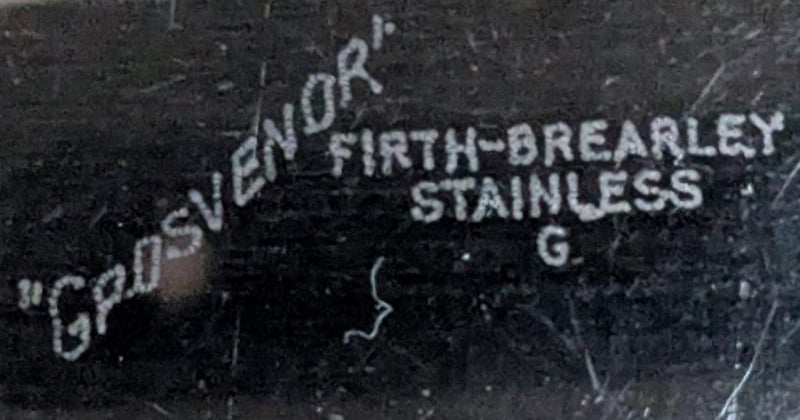 "GROSVENOR"
FIRTH-BREARLEY
STAINLESS
G.